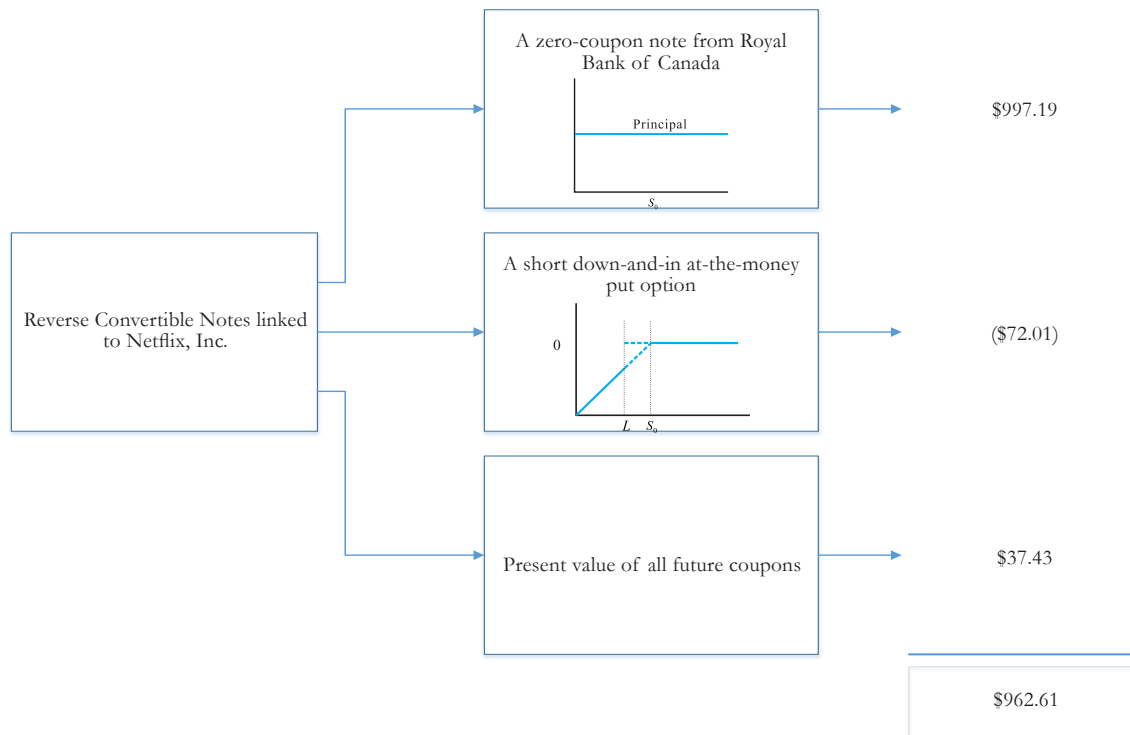 A zero-coupon note from Royal
Bank of Canada
Principal
S₀
$997.19
Reverse Convertible Notes linked
to Netflix, Inc.
A short down-and-in at-the-money
put option
0
L S₀
($72.01)
Present value of all future coupons
$37.43
$962.61